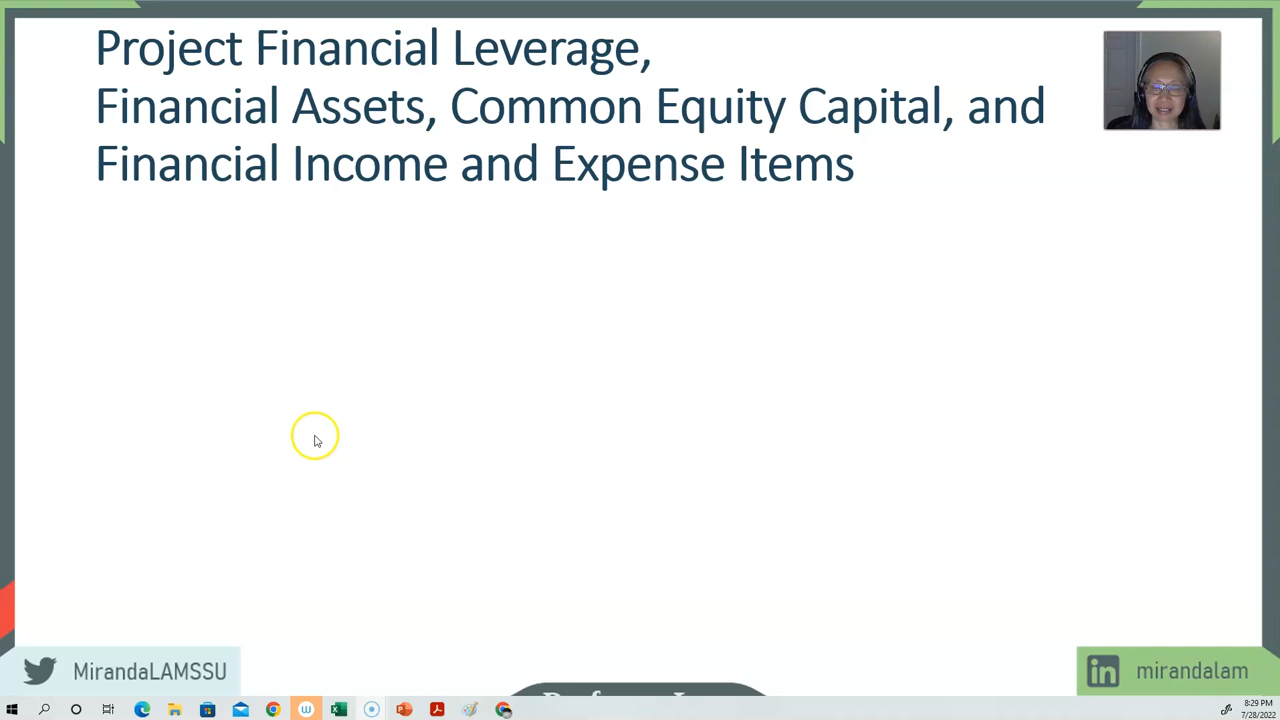 Project Financial Leverage,
Financial Assets, Common Equity Capital, and
Financial Income and Expense Items
MirandaLAMSSU
in mirandalam
8:29 PM
7/28/2022